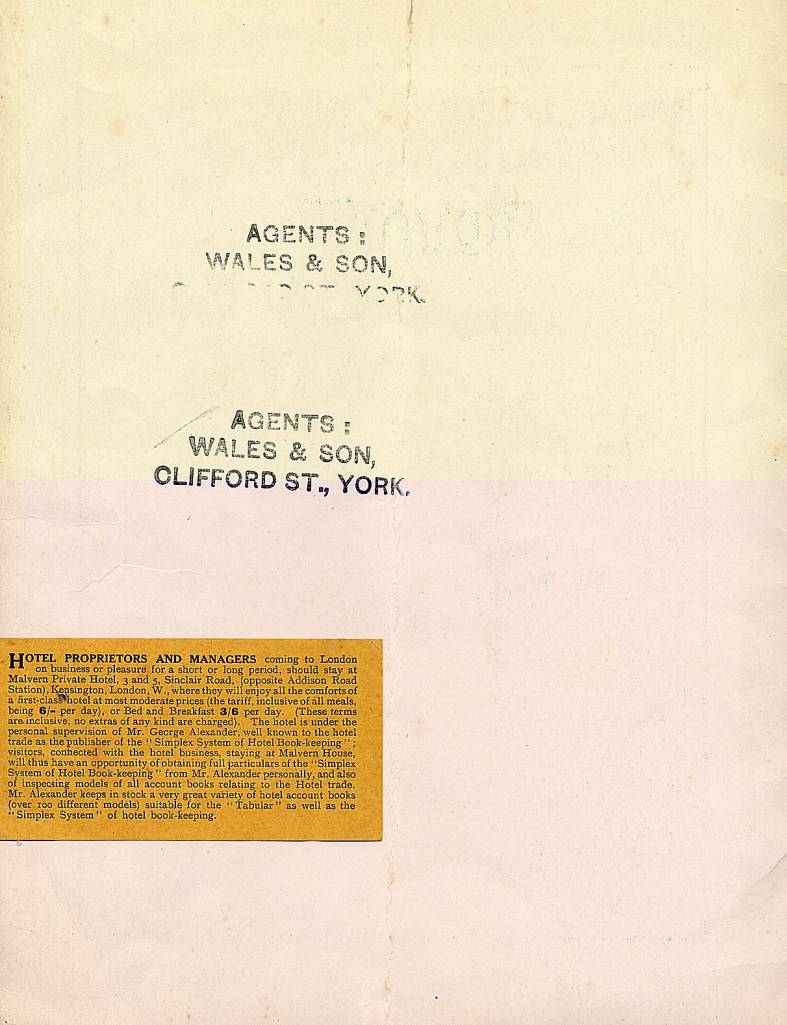 AGENTS :
WALES & SON,
YORK.
AGENTS :
WALES & SON,
CLIFFORD ST., YORK.
HOTEL PROPRIETORS AND MANAGERS coming to London
on business or pleasure for a short or long period, should stay at
Malvern Private Hotel, 3 and 5, Sinclair Road, (opposite Addison Road
Station), Kensington, London, W., where they will enjoy all the comforts of
a first-class hotel at most moderate prices (the tariff, inclusive of all meals,
being 6/- per day), or Bed and Breakfast 3/6 per day. (These terms
are inclusive, no extras of any kind are charged). The hotel is under the
personal supervision of Mr. George Alexander, well known to the hotel
trade as the publisher of the "Simplex System of Hotel Book-keeping";
visitors, connected with the hotel business, staying at Malvern House,
will thus have an opportunity of obtaining full particulars of the "Simplex
System of Hotel Book-keeping" from Mr. Alexander personally, and also
of inspecting models of all account books relating to the Hotel trade.
Mr. Alexander keeps in stock a very great variety of hotel account books
(over 100 different models) suitable for the "Tabular" as well as the
"Simplex System" of hotel book-keeping.